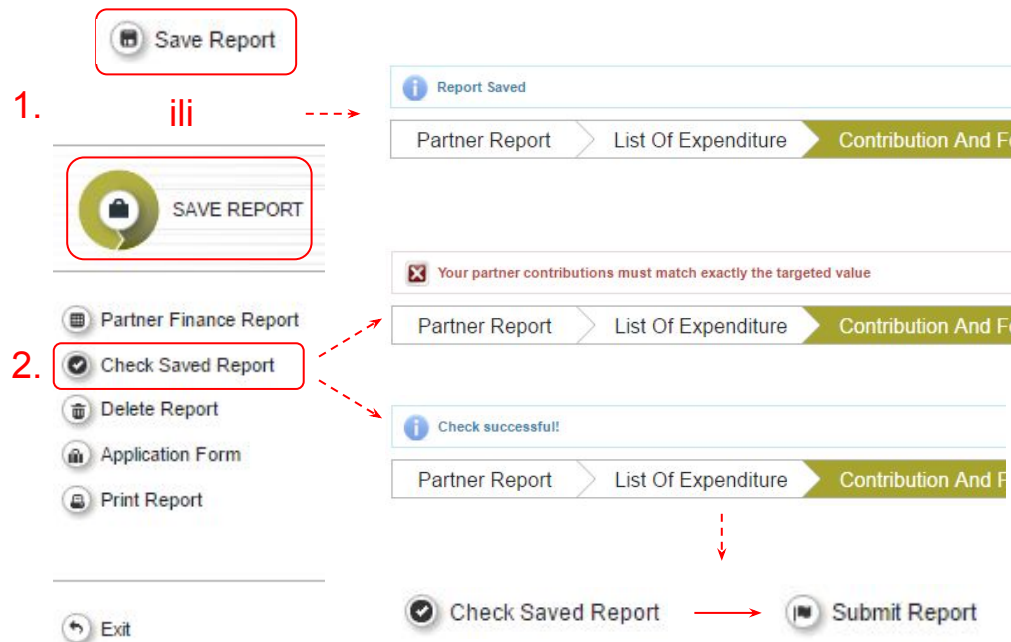 Save Report
1.
ili
SAVE REPORT
Report Saved
Partner Report
List Of Expenditure
Contribution And Fe
Partner Finance Report
2.
Check Saved Report
Delete Report
Application Form
Print Report
Exit
Your partner contributions must match exactly the targeted value
Partner Report
List Of Expenditure
Contribution And Fe
Check successful!
Partner Report
List Of Expenditure
Contribution And F
Check Saved Report
Submit Report